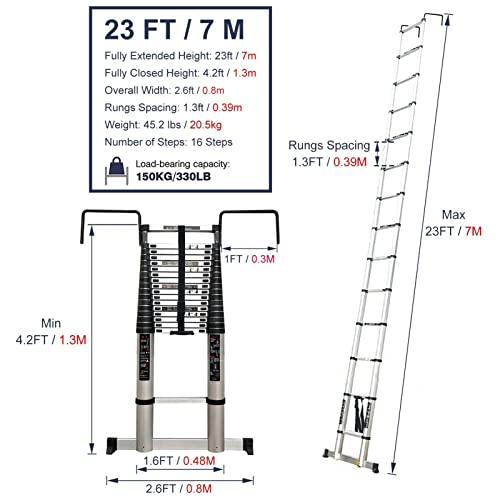 23 FT / 7 M
Fully Extended Height: 23ft / 7m
Fully Closed Height: 4.2ft / 1.3m
Overall Width: 2.6ft / 0.8m
Rungs Spacing: 1.3ft / 0.39m
Weight: 45.2 lbs / 20.5kg
Number of Steps: 16 Steps
Load-bearing capacity:
150KG/330LB
Rungs Spacing
1.3FT / 0.39M
Max
23FT / 7M
1FT / 0.3M
Min
4.2FT / 1.3M
1.6FT / 0.48M
2.6FT / 0.8M